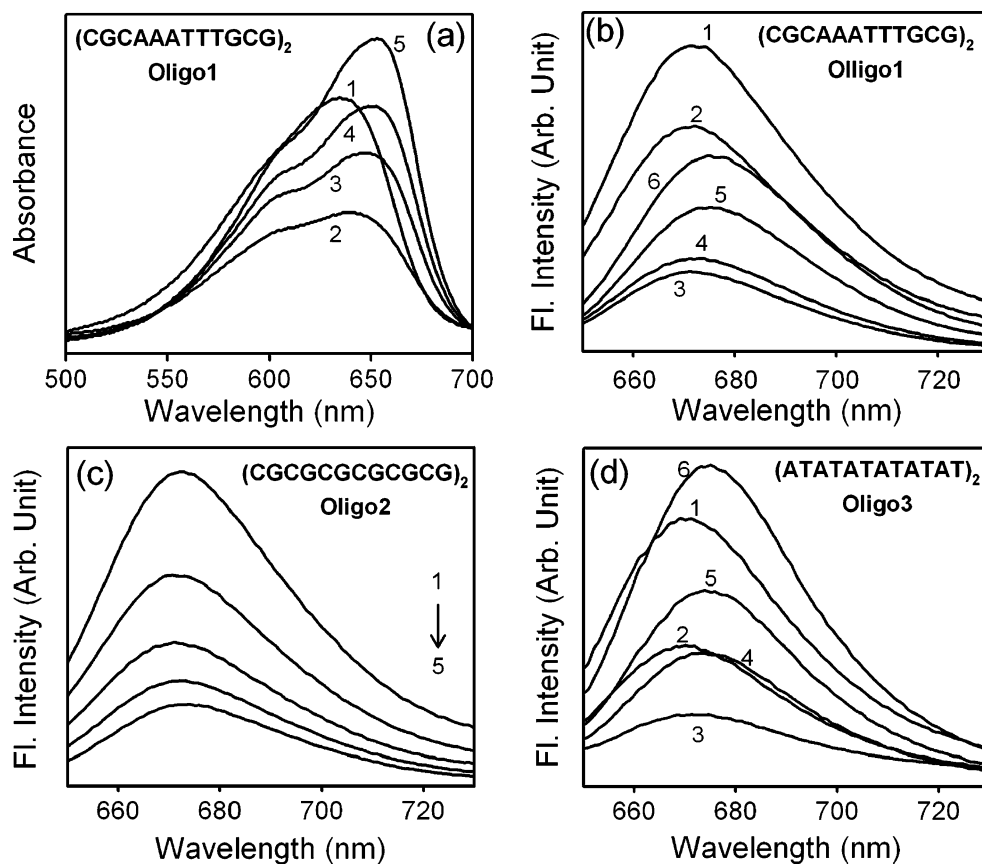 (CGCAAATTTGCG)2
Oligo1
(a)
5
1
4
3
2
Absorbance
500 550 600 650 700
Wavelength (nm)
(b)
1
(CGCAAATTTGCG)2
Olligo1
2
6
5
4
3
Fl. Intensity (Arb. Unit)
660 680 700 720
Wavelength (nm)
(c)
(CGCGCGCGCGCG)2
Oligo2
1
5
Fl. Intensity (Arb. Unit)
660 680 700 720
Wavelength (nm)
(d)
6
(ATATATATATAT)2
Oligo3
1
5
2
4
3
Fl. Intensity (Arb. Unit)
660 680 700 720
Wavelength (nm)